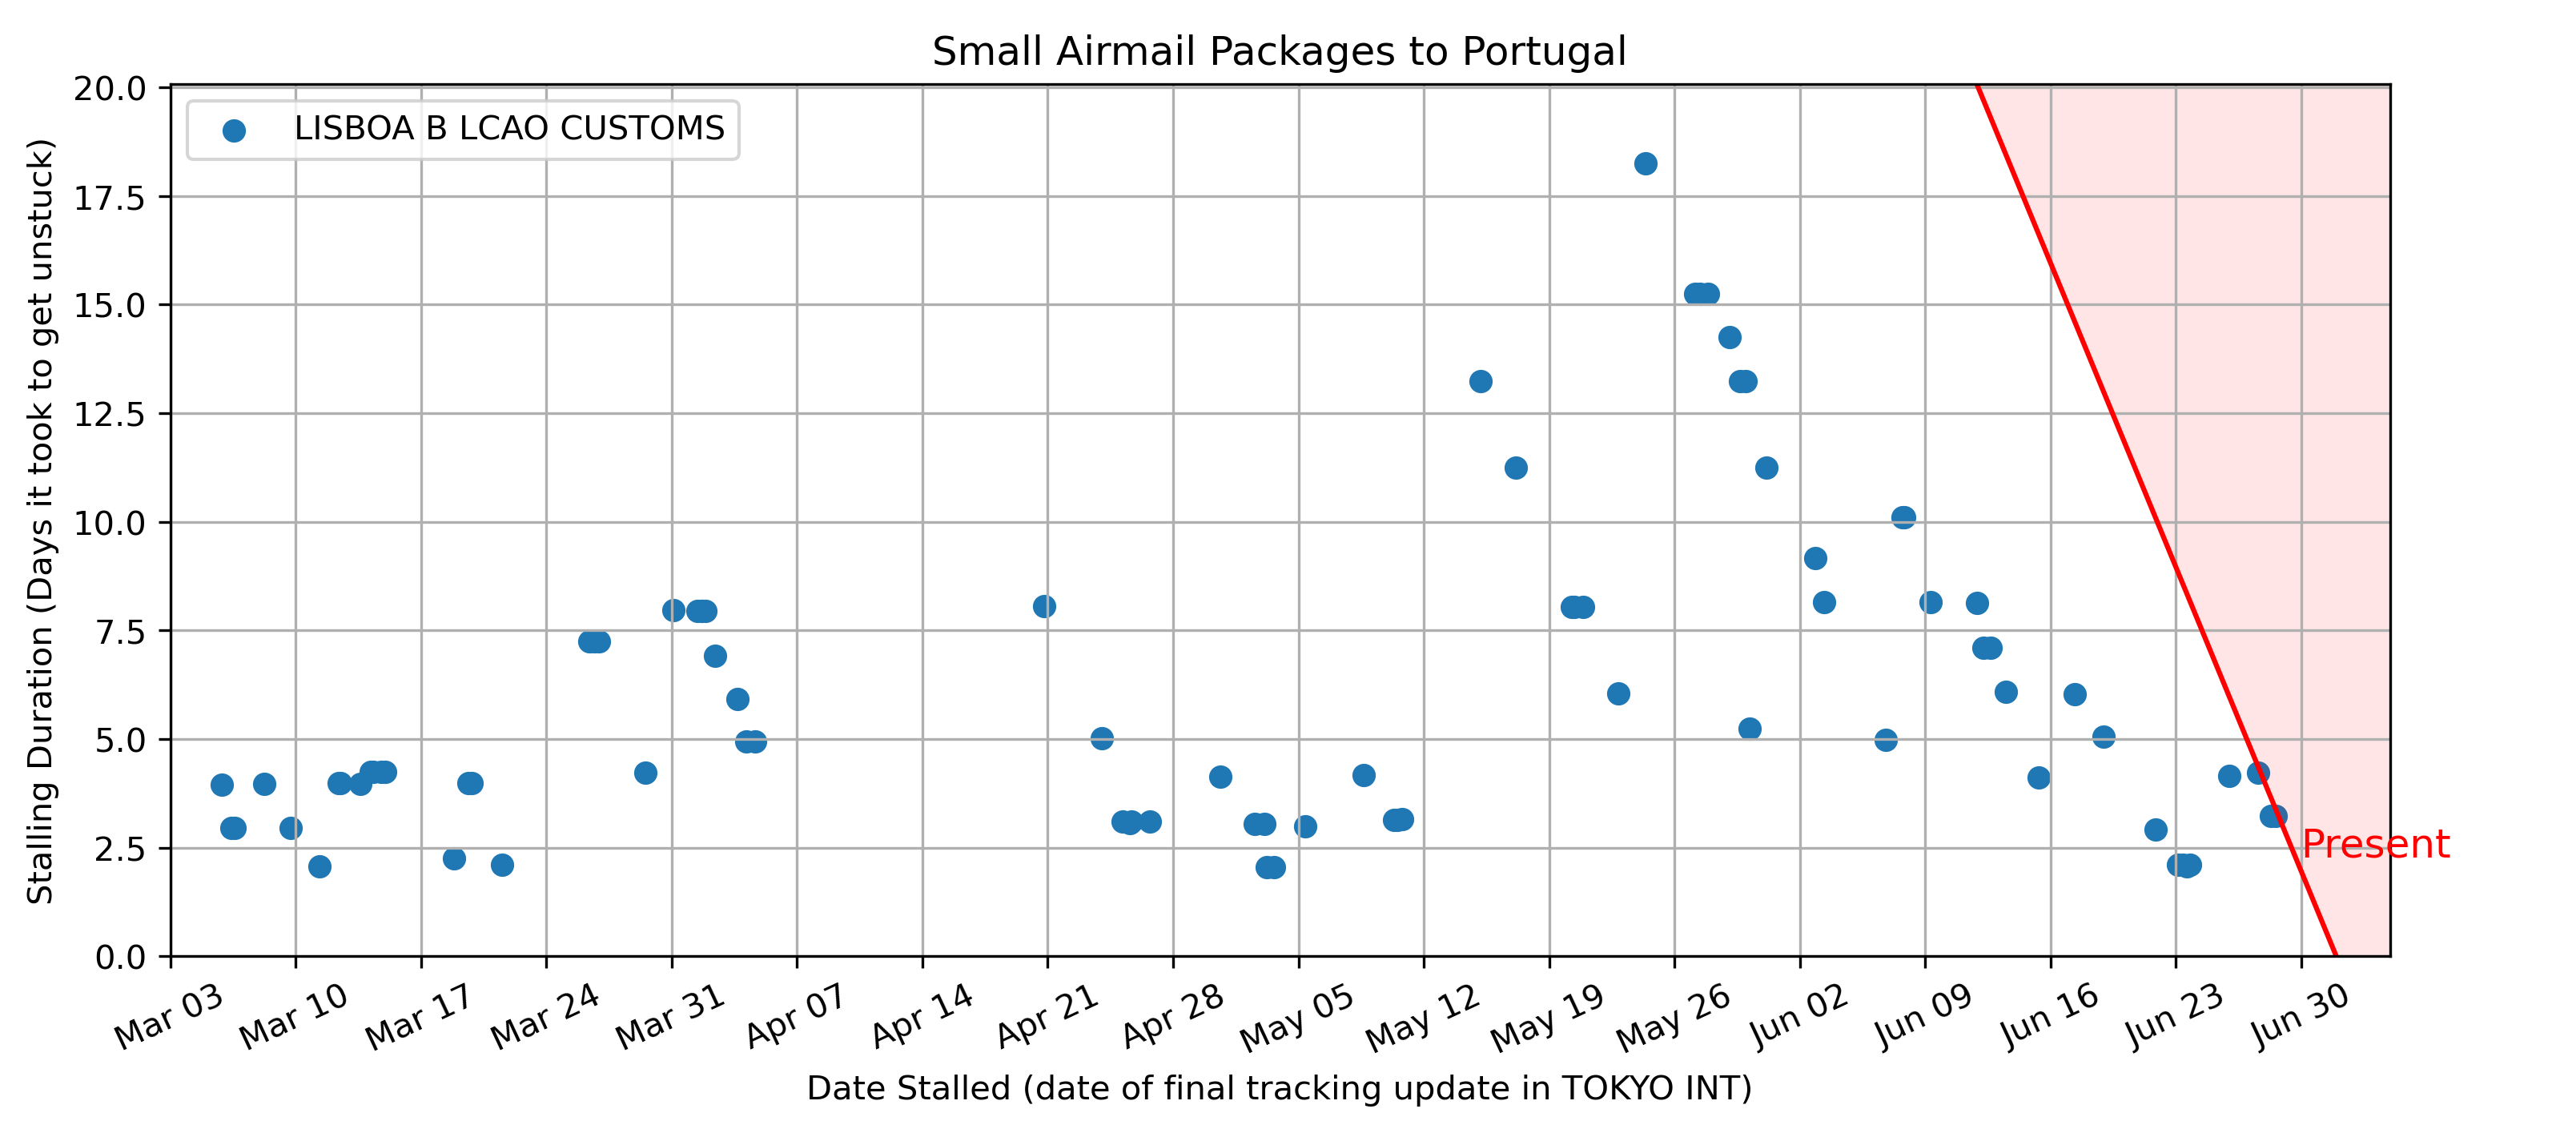 Small Airmail Packages to Portugal
LISBOA B LCAO CUSTOMS
Stalling Duration (Days it took to get unstuck)
20.0
17.5
15.0
12.5
10.0
7.5
5.0
2.5
0.0
Present
Mar 03
Mar 10
Mar 17
Mar 24
Mar 31
Apr 07
Apr 14
Apr 21
Apr 28
May 05
May 12
May 19
May 26
Jun 02
Jun 09
Jun 16
Jun 23
Jun 30
Date Stalled (date of final tracking update in TOKYO INT)